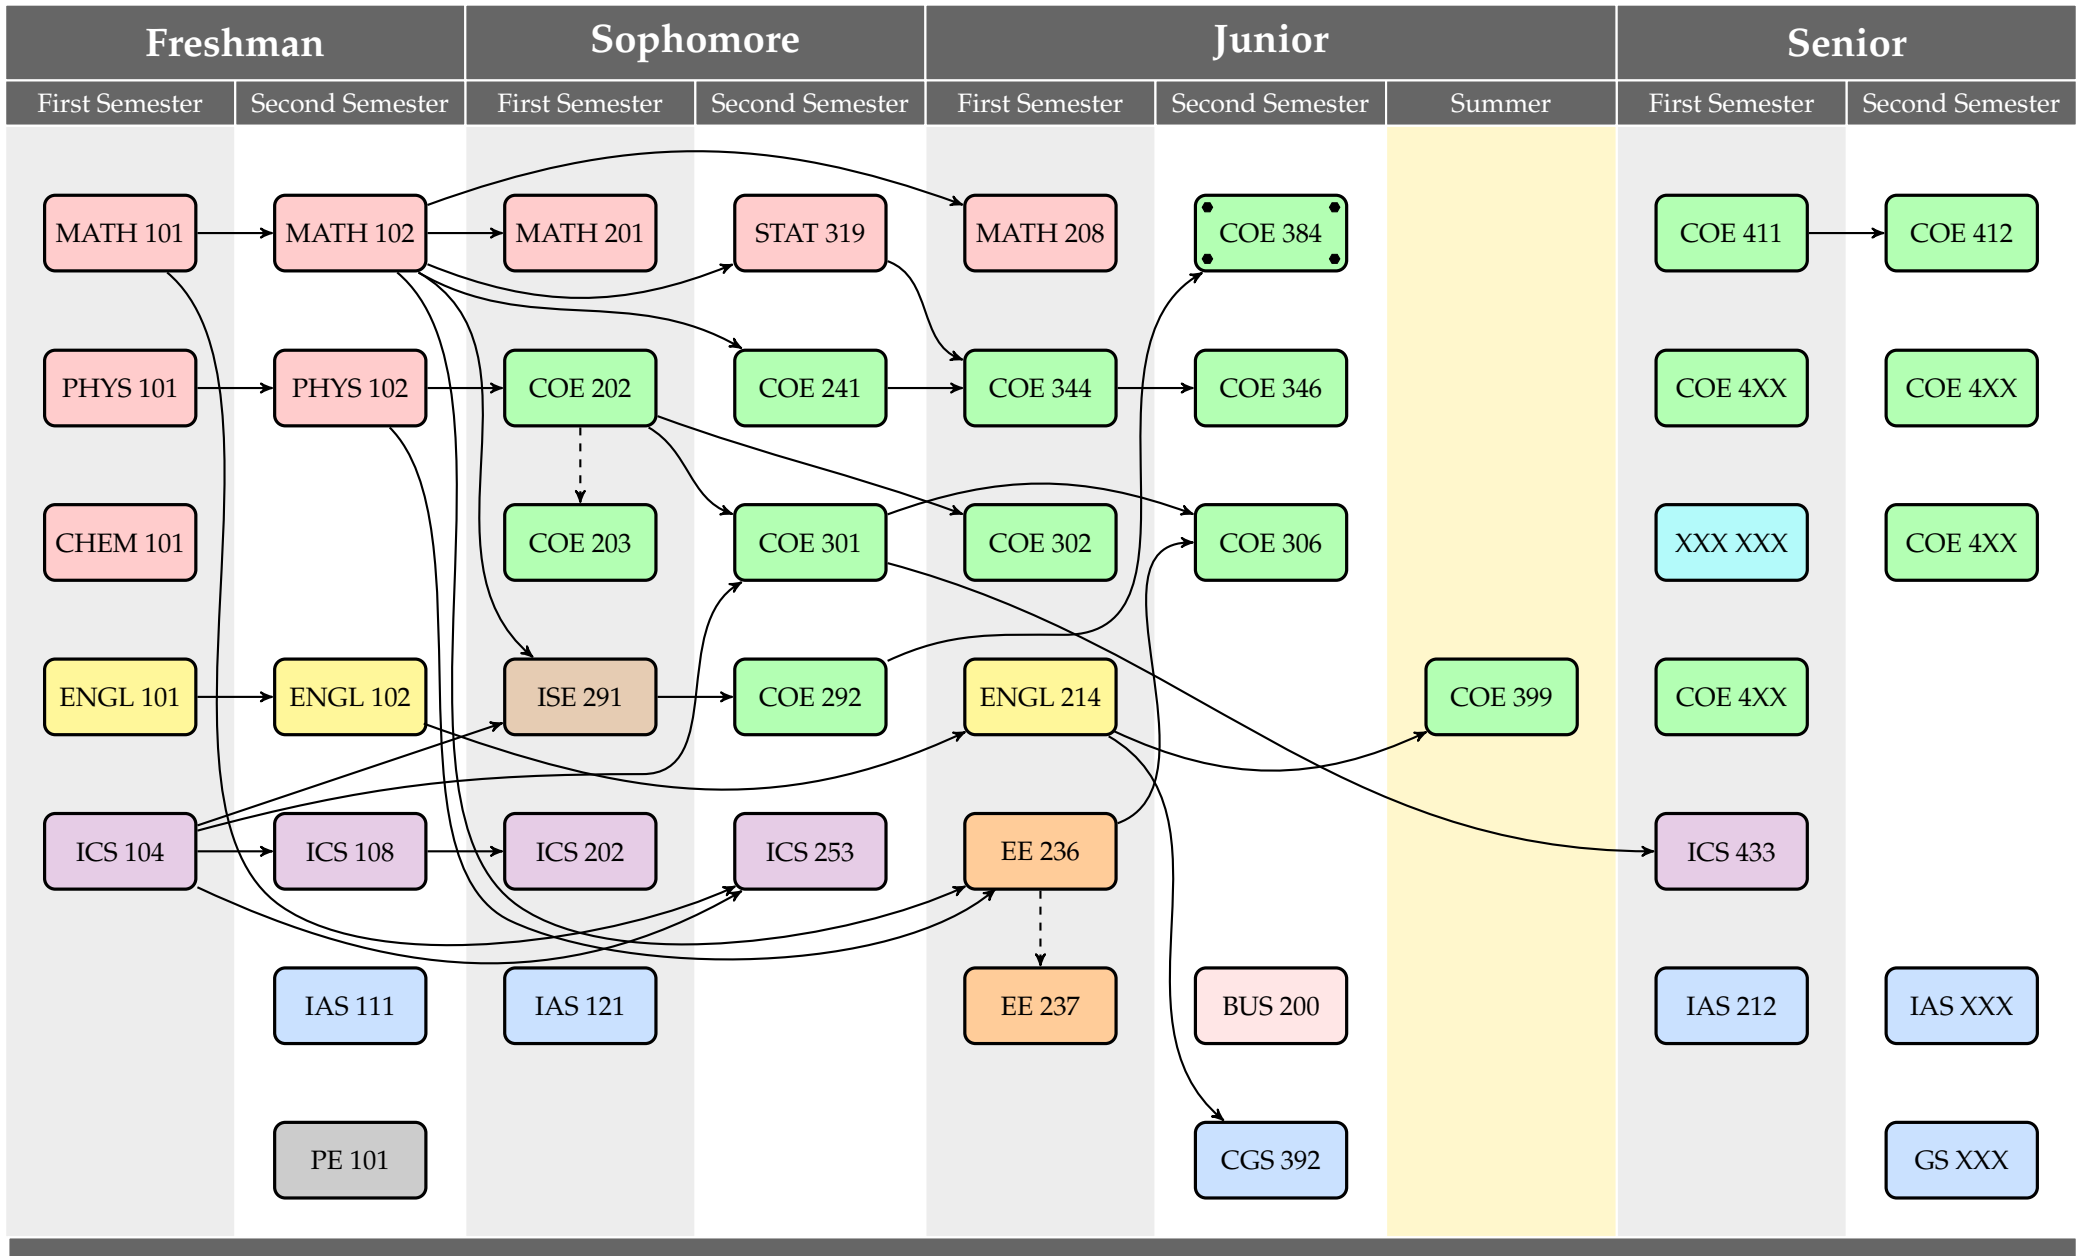 Freshman Sophomore Junior Senior
First Semester Second Semester First Semester Second Semester First Semester Second Semester Summer First Semester Second Semester
MATH 101 MATH 102 MATH 201 STAT 319 MATH 208 COE 384 COE 411 COE 412
PHYS 101 PHYS 102 COE 202 COE 241 COE 344 COE 346 COE 4XX COE 4XX
CHEM 101 COE 203 COE 301 COE 302 COE 306 XXX XXX COE 4XX
ENGL 101 ENGL 102 ISE 291 COE 292 ENGL 214 COE 399 COE 4XX
ICS 104 ICS 108 ICS 202 ICS 253 EE 236 ICS 433
IAS 111 IAS 121 EE 237 BUS 200 IAS 212 IAS XXX
PE 101 CGS 392 GS XXX